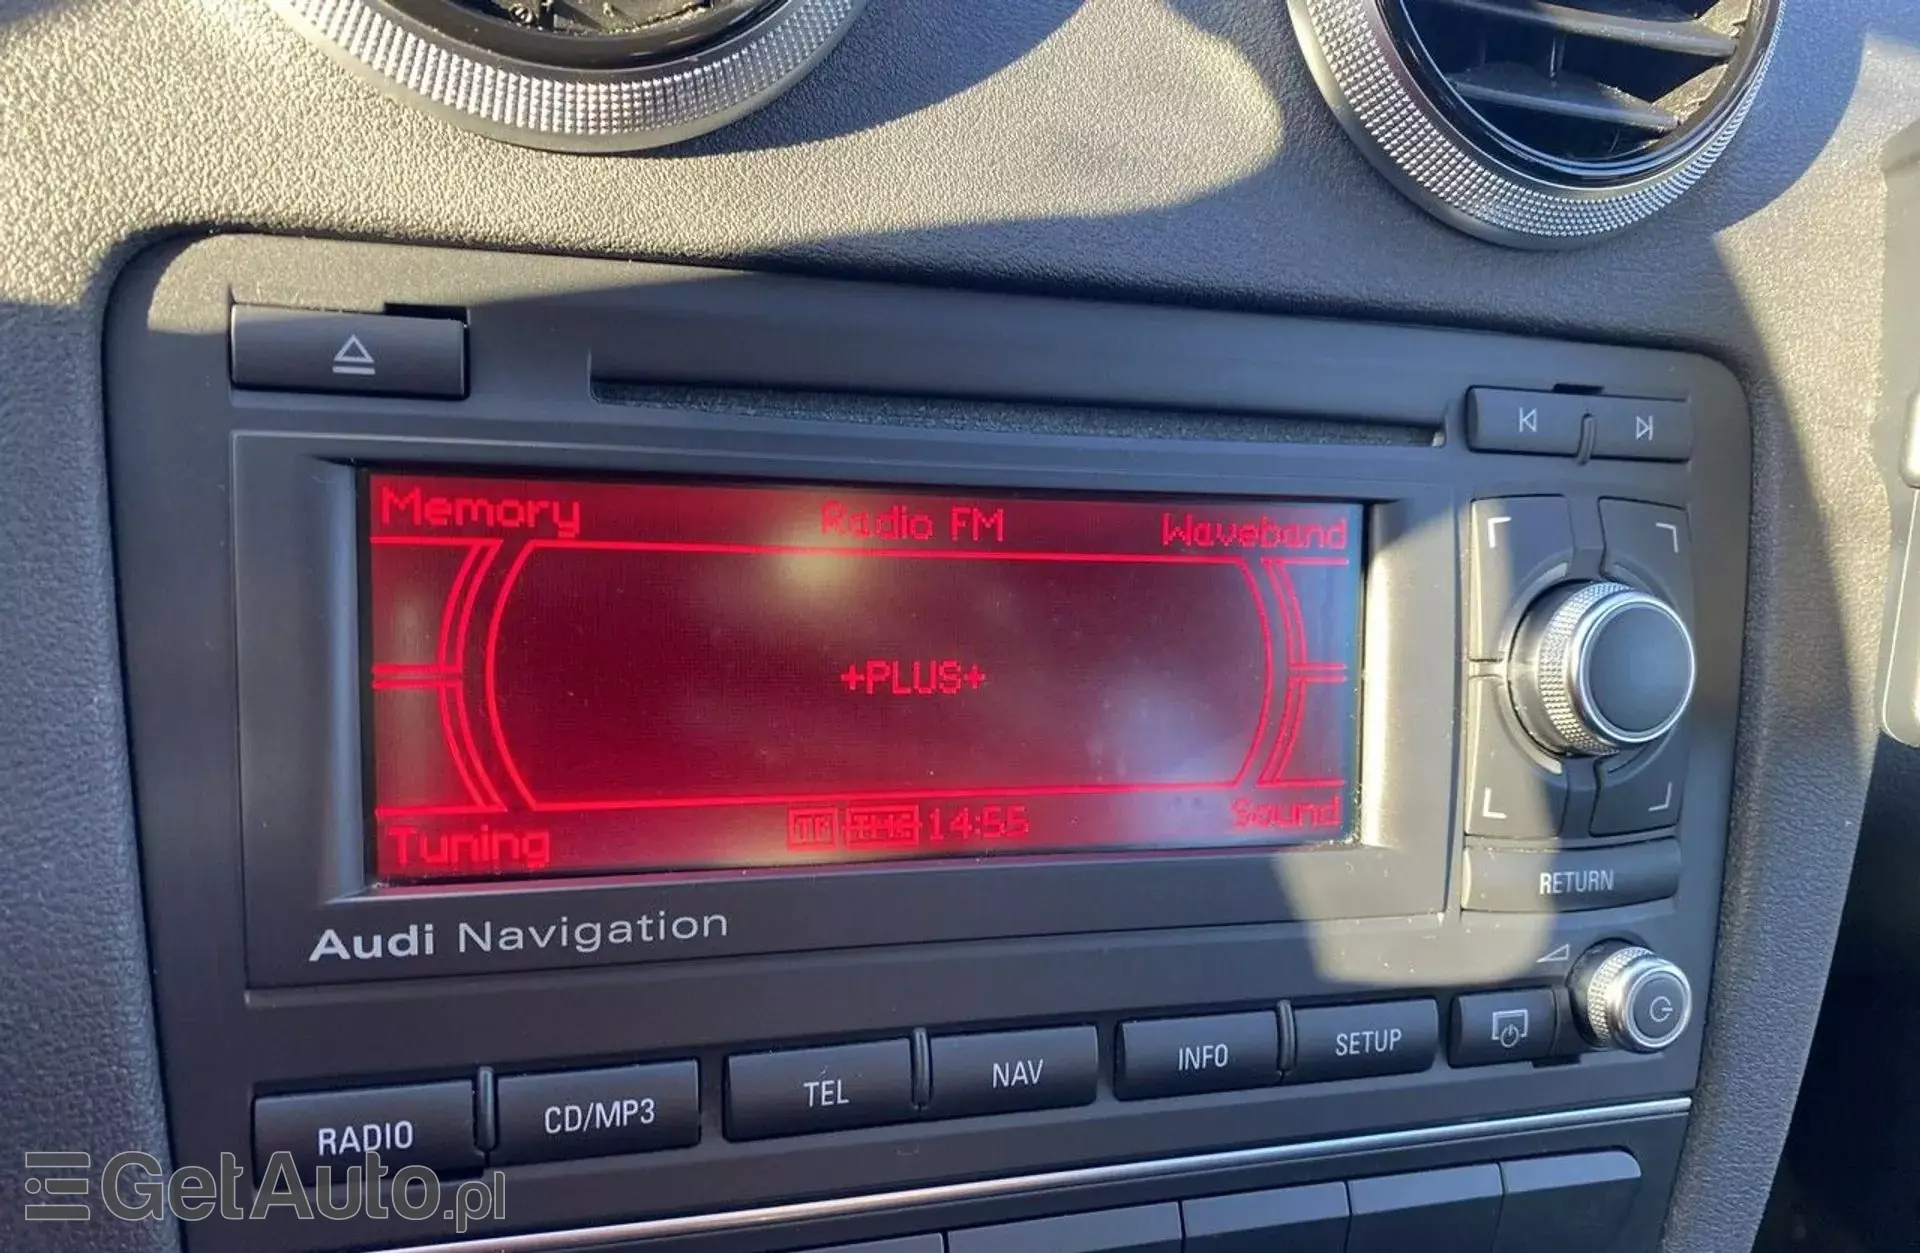 Memory Radio FM Waveband
+PLUS+
Tuning TP TMC 14:55 Sound
Audi Navigation
RETURN
RADIO CD/MP3 TEL NAV INFO SETUP
GetAuto.pl